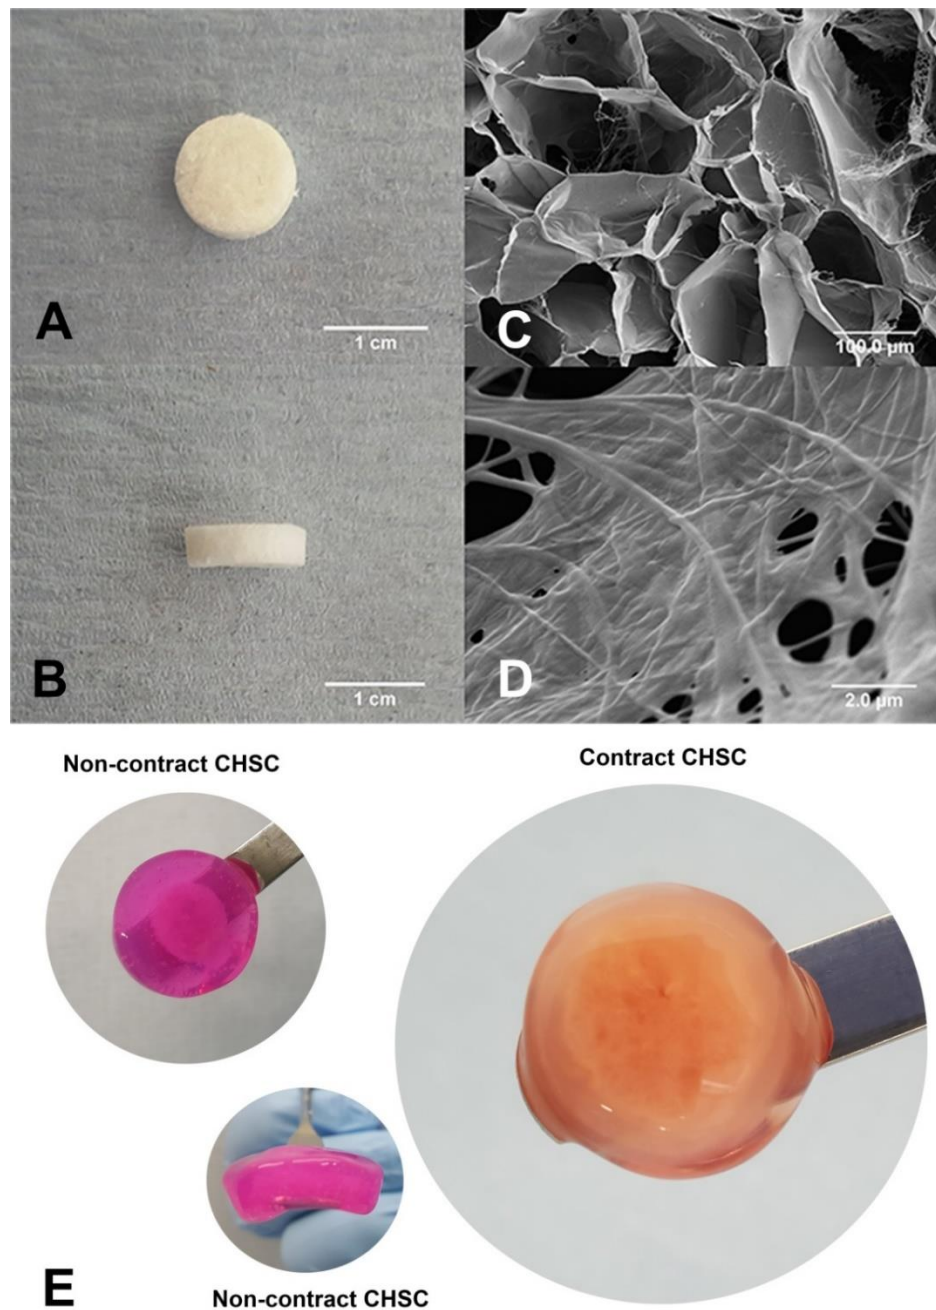 A
1 cm
C
100.0 µm
B
1 cm
D
2.0 µm
Non-contract CHSC
Contract CHSC
E
Non-contract CHSC